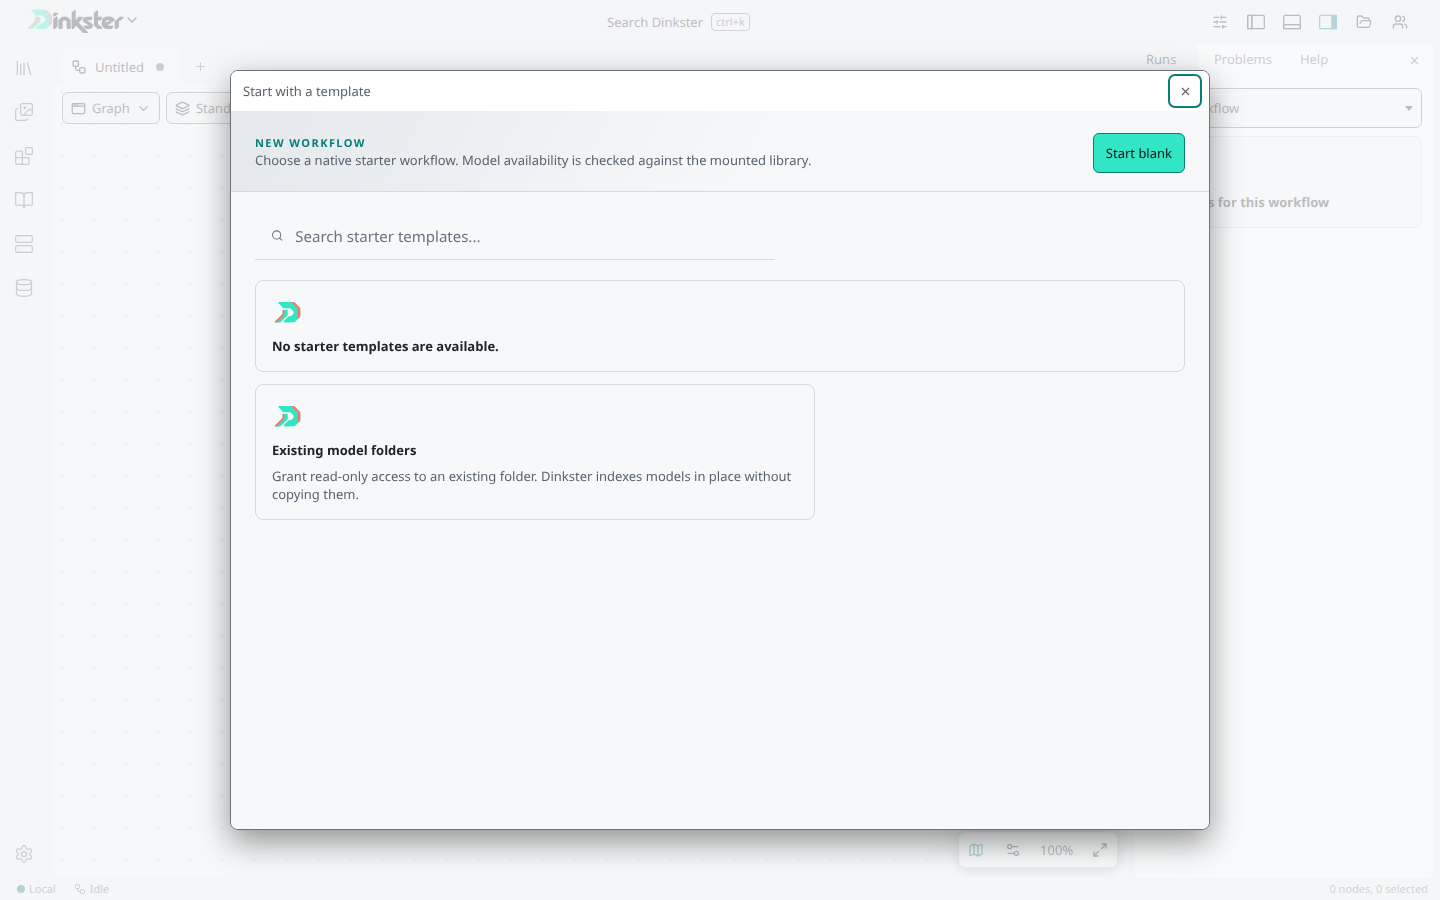 Dinkster
Search Dinkster ctrl+k
Untitled
Runs Problems Help
Graph
Stand
flow
s for this workflow
Start with a template
NEW WORKFLOW
Choose a native starter workflow. Model availability is checked against the mounted library.
Start blank
Search starter templates...
No starter templates are available.
Existing model folders
Grant read-only access to an existing folder. Dinkster indexes models in place without
copying them.
100%
Local Idle
0 nodes, 0 selected